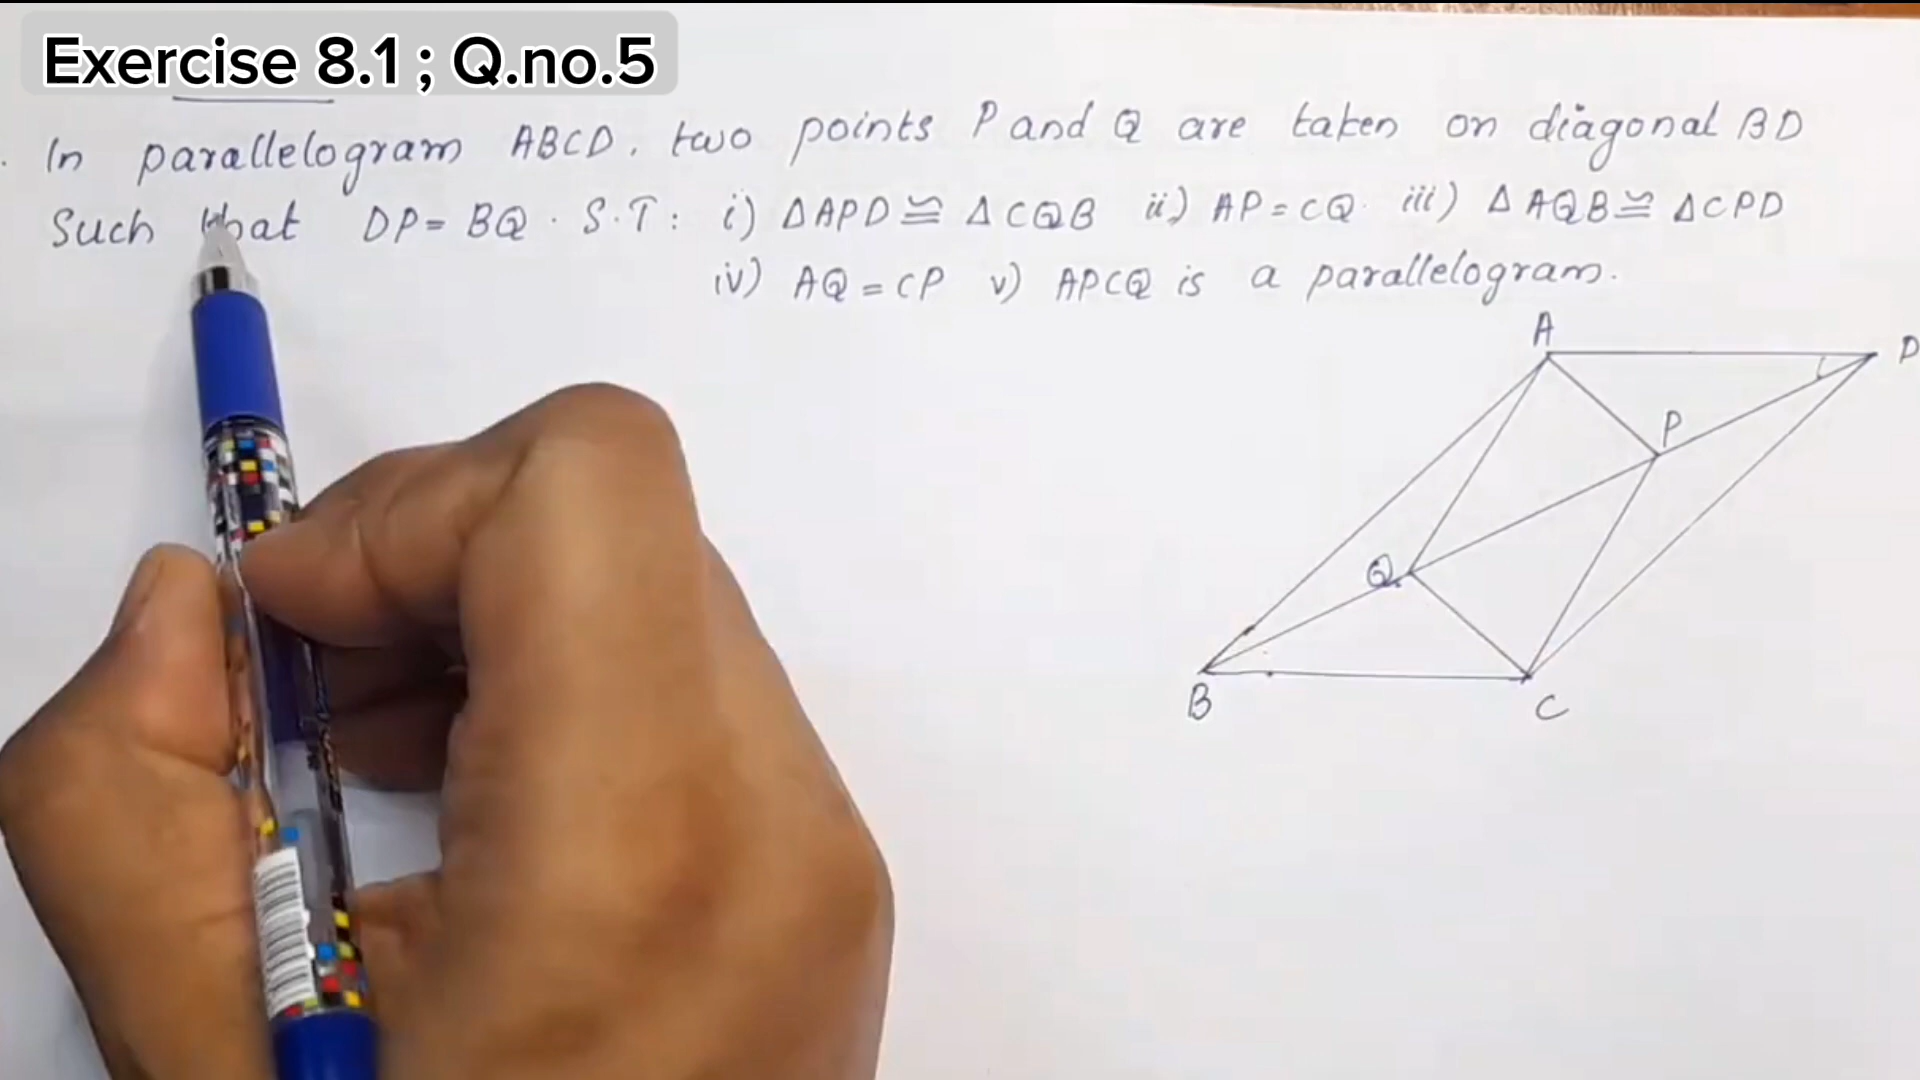 Exercise 8.1 ; Q.no.5
In parallelogram ABCD, two points P and Q are taken on diagonal BD
Such that DP = BQ . S.T : i) ΔAPD ≅ ΔCQB ii) AP = CQ. iii) ΔAQB ≅ ΔCPD
iv) AQ = CP v) APCQ is a parallelogram.
A
D
P
Q
B
C